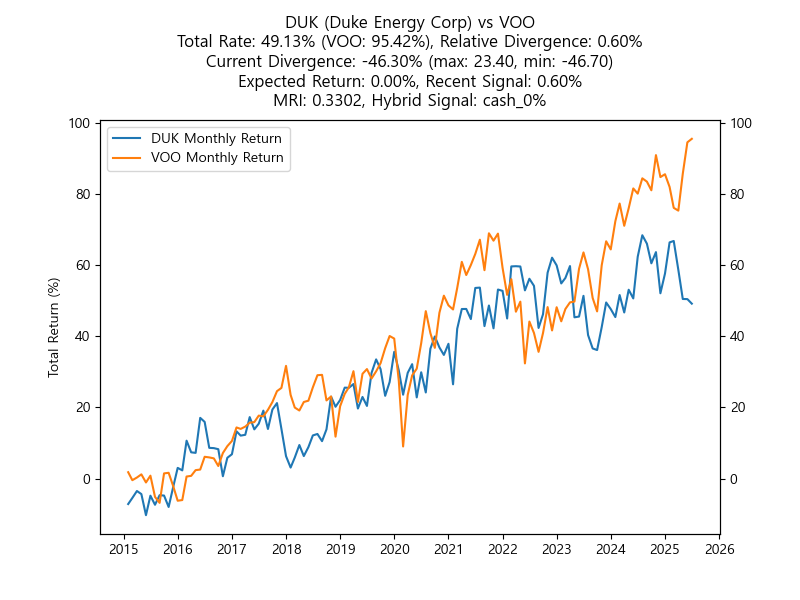 DUK (Duke Energy Corp) vs VOO
Total Rate: 49.13% (VOO: 95.42%), Relative Divergence: 0.60%
Current Divergence: -46.30% (max: 23.40, min: -46.70)
Expected Return: 0.00%, Recent Signal: 0.60%
MRI: 0.3302, Hybrid Signal: cash_0%
DUK Monthly Return
VOO Monthly Return
Total Return (%)
100
80
60
40
20
0
100
80
60
40
20
0
2015 2016 2017 2018 2019 2020 2021 2022 2023 2024 2025 2026